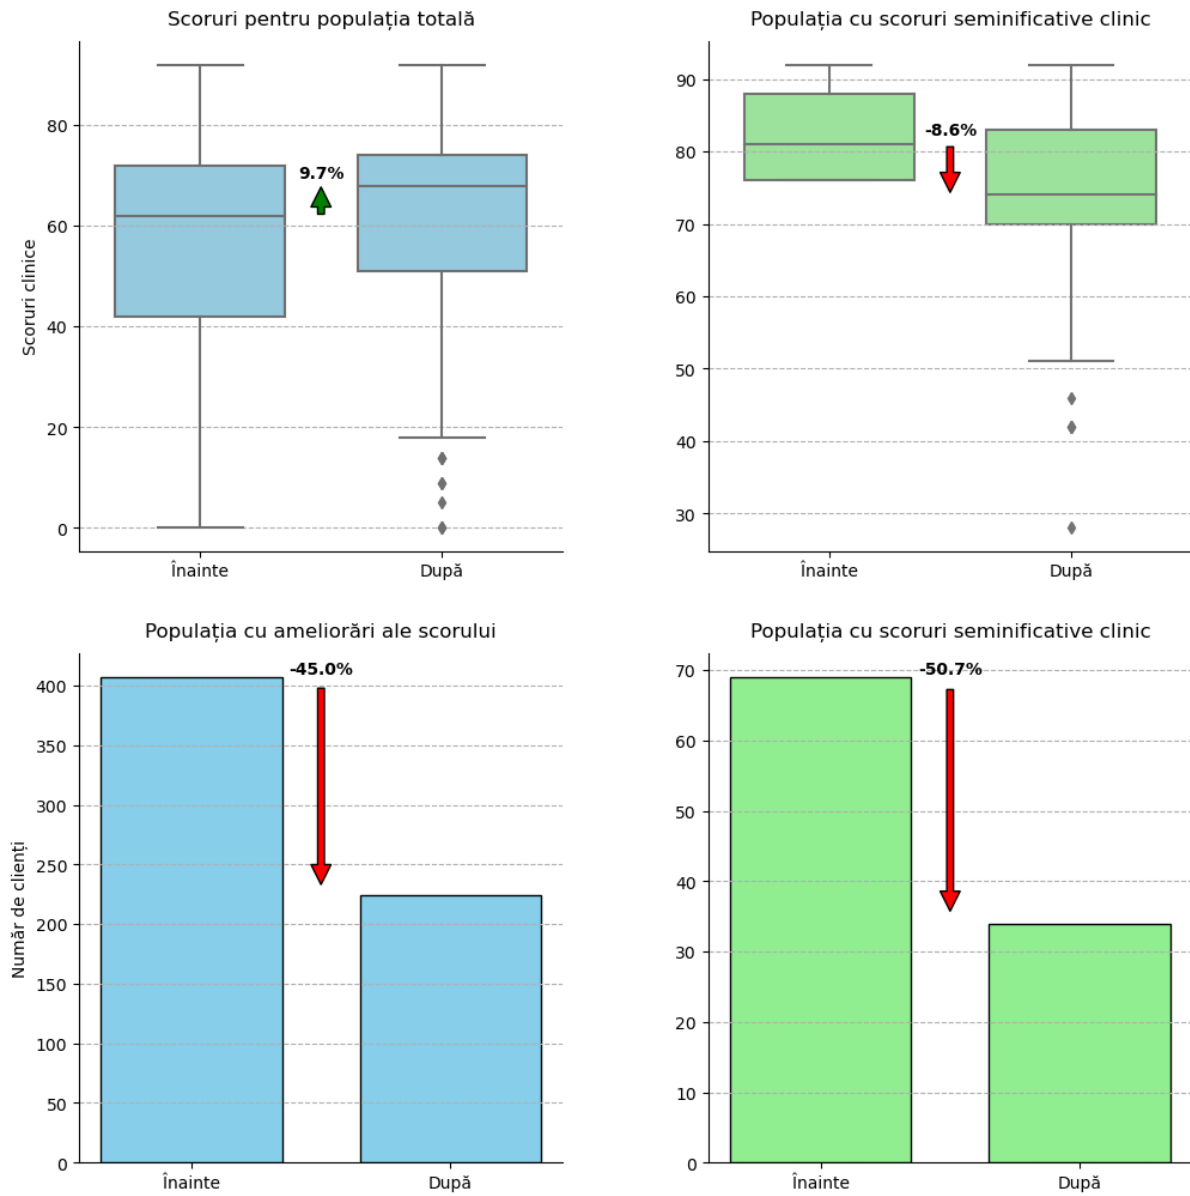 Scoruri pentru populația totală
Scoruri clinice
80
60
40
20
0
9.7%
Înainte
După
Populația cu scoruri seminificative clinic
90
80
70
60
50
40
30
-8.6%
Înainte
După
Populația cu ameliorări ale scorului
Număr de clienți
400
350
300
250
200
150
100
50
0
-45.0%
Înainte
După
Populația cu scoruri seminificative clinic
70
60
50
40
30
20
10
0
-50.7%
Înainte
După